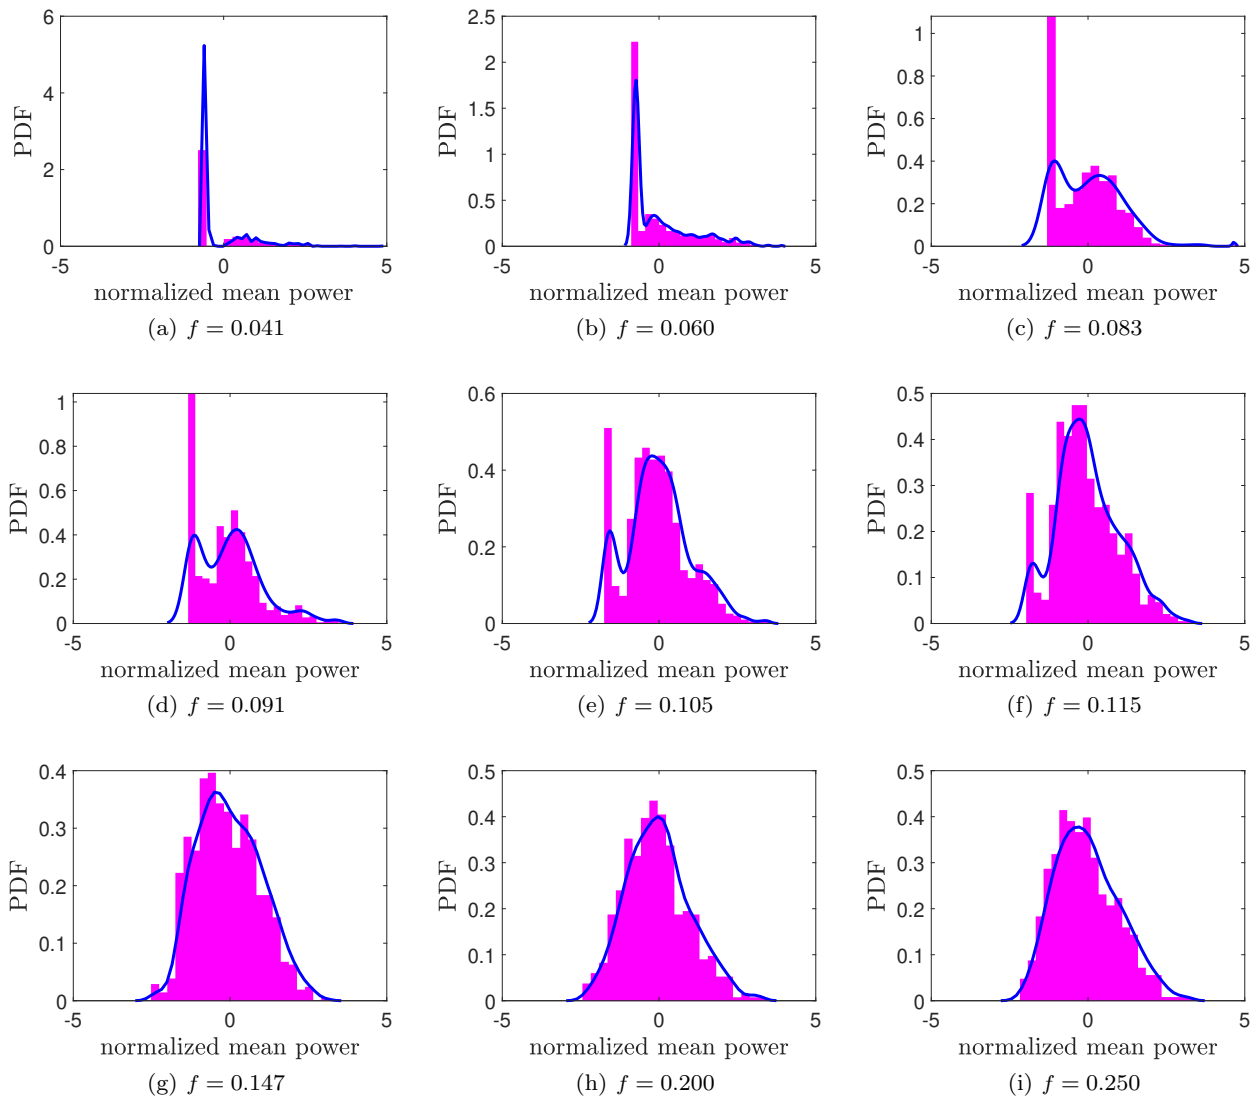 6
4
2
0
-5 0 5
PDF
normalized mean power
(a) f = 0.041
2.5
2
1.5
1
0.5
0
-5 0 5
PDF
normalized mean power
(b) f = 0.060
1
0.8
0.6
0.4
0.2
0
-5 0 5
PDF
normalized mean power
(c) f = 0.083
1
0.8
0.6
0.4
0.2
0
-5 0 5
PDF
normalized mean power
(d) f = 0.091
0.6
0.4
0.2
0
-5 0 5
PDF
normalized mean power
(e) f = 0.105
0.5
0.4
0.3
0.2
0.1
0
-5 0 5
PDF
normalized mean power
(f) f = 0.115
0.4
0.3
0.2
0.1
0
-5 0 5
PDF
normalized mean power
(g) f = 0.147
0.5
0.4
0.3
0.2
0.1
0
-5 0 5
PDF
normalized mean power
(h) f = 0.200
0.5
0.4
0.3
0.2
0.1
0
-5 0 5
PDF
normalized mean power
(i) f = 0.250